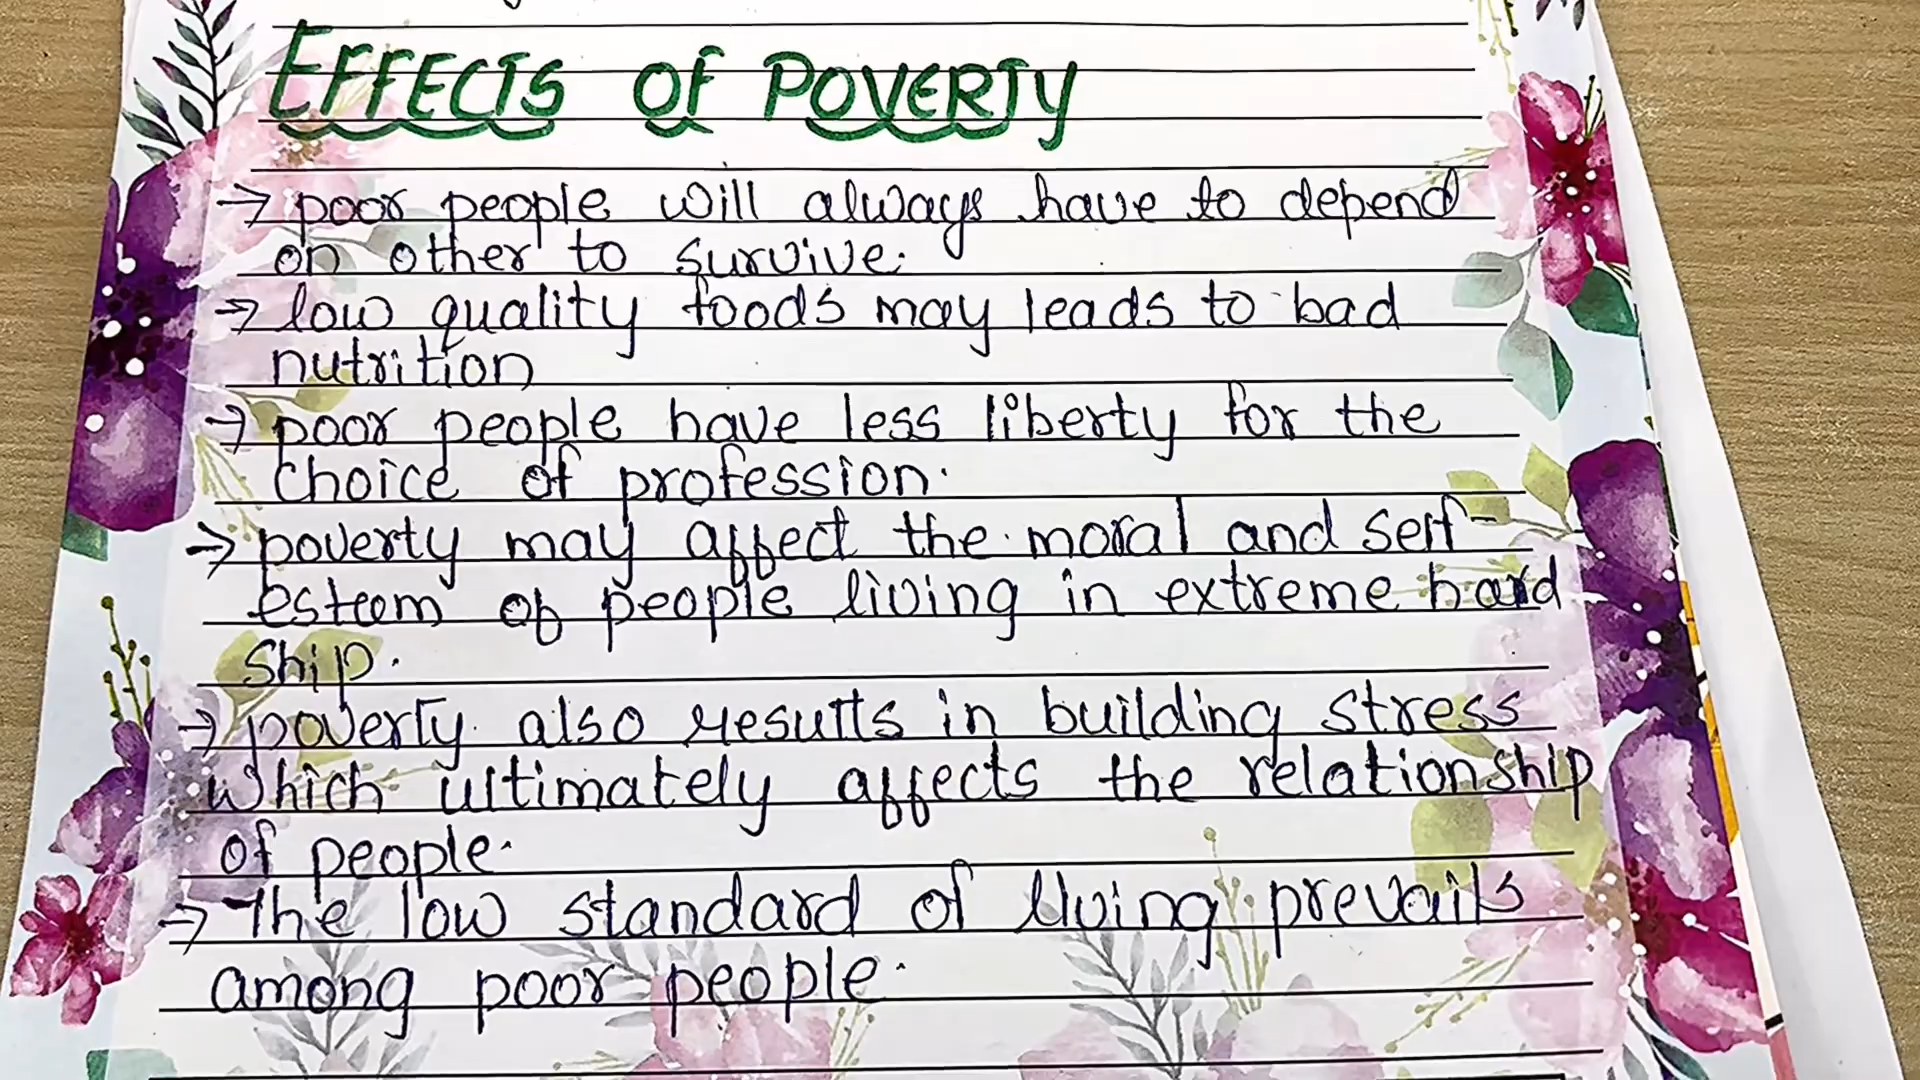 EFFECTS OF POVERTY
→ poor people will always have to depend
on other to survive.
→ low quality foods may leads to bad
nutrition
→ poor people have less liberty for the
choice of profession.
→ poverty may affect the moral and self-
esteem of people living in extreme hard
ship.
→ poverty also results in building stress
which ultimately affects the relationship
of people.
→ The low standard of living prevails
among poor people.